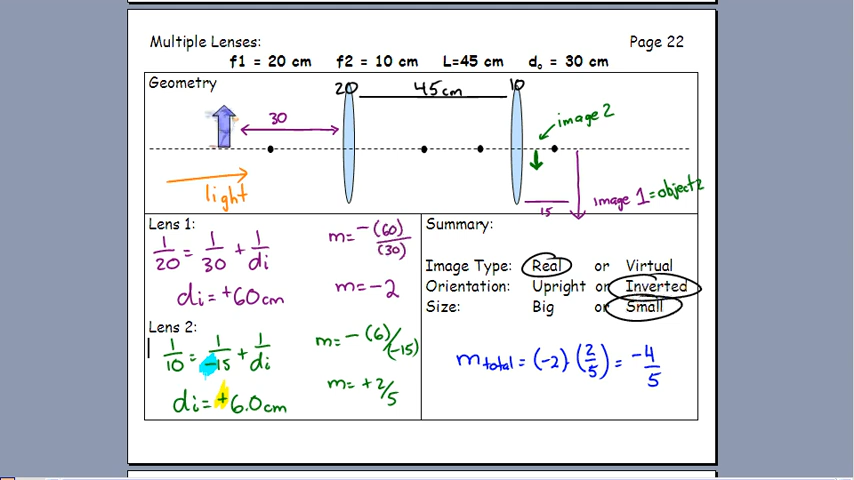 Multiple Lenses: Page 22
f1 = 20 cm f2 = 10 cm L=45 cm do = 30 cm
Geometry
20 45cm 10
30
image 2
light
15 image 1 = object 2
Lens 1:
1/20 = 1/30 + 1/di
m = -(60)/(30)
di = +60cm
m = -2
Lens 2:
1/10 = 1/-15 + 1/di
m = -(6)/(-15)
di = +6.0cm
m = +2/5
Summary:
Image Type: Real or Virtual
Orientation: Upright or Inverted
Size: Big or Small
m total = (-2)·(2/5) = -4/5